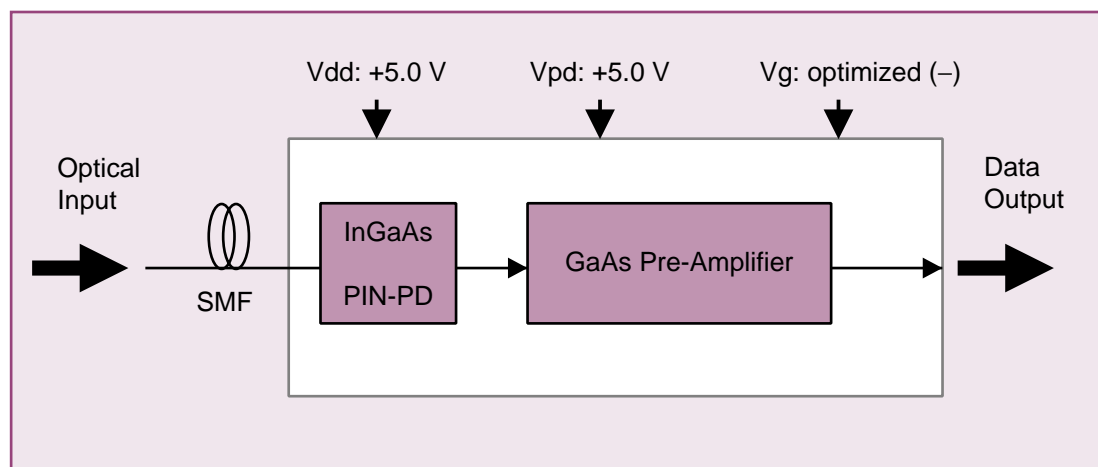 Vdd: +5.0 V
Vpd: +5.0 V
Vg: optimized (–)
Optical
Input
Data
Output
InGaAs
PIN-PD
GaAs Pre-Amplifier
SMF